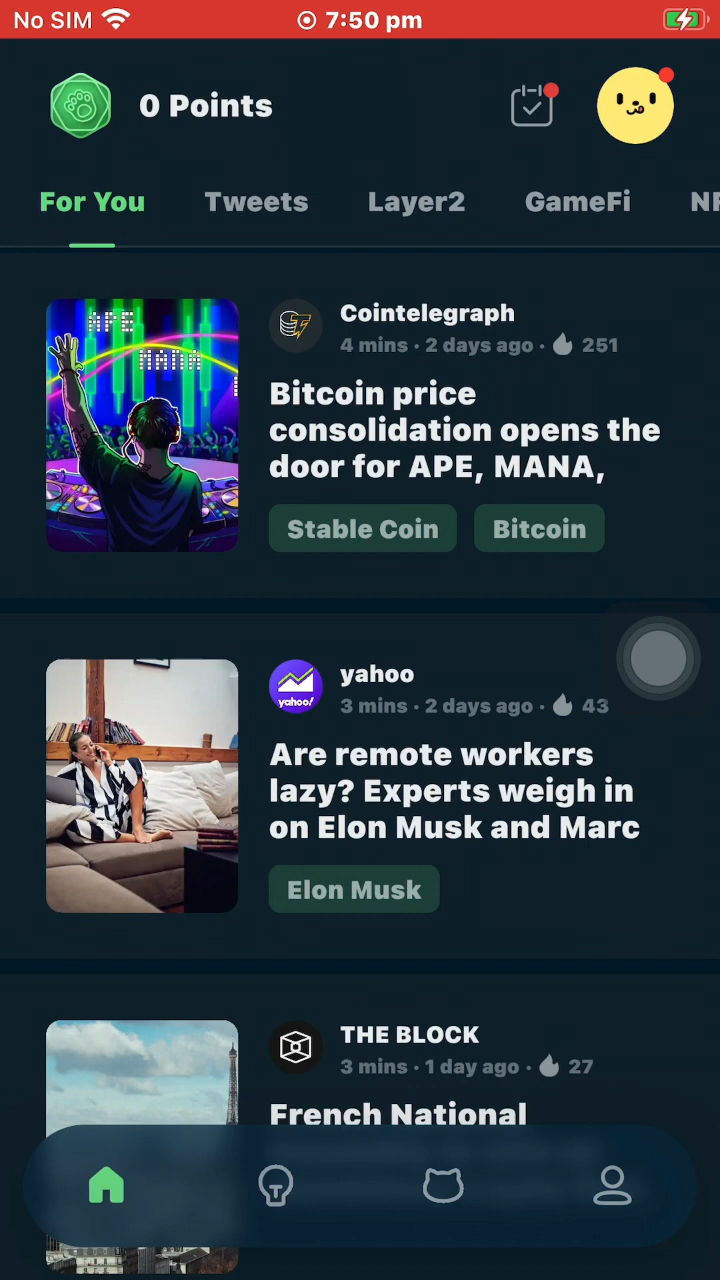 No SIM 7:50 pm
0 Points
For You Tweets Layer2 GameFi
APE
MANA
Cointelegraph
4 mins · 2 days ago · 251
Bitcoin price
consolidation opens the
door for APE, MANA,
Stable Coin Bitcoin
yahoo
yahoo!
3 mins · 2 days ago · 43
Are remote workers
lazy? Experts weigh in
on Elon Musk and Marc
Elon Musk
THE BLOCK
3 mins · 1 day ago · 27
French National